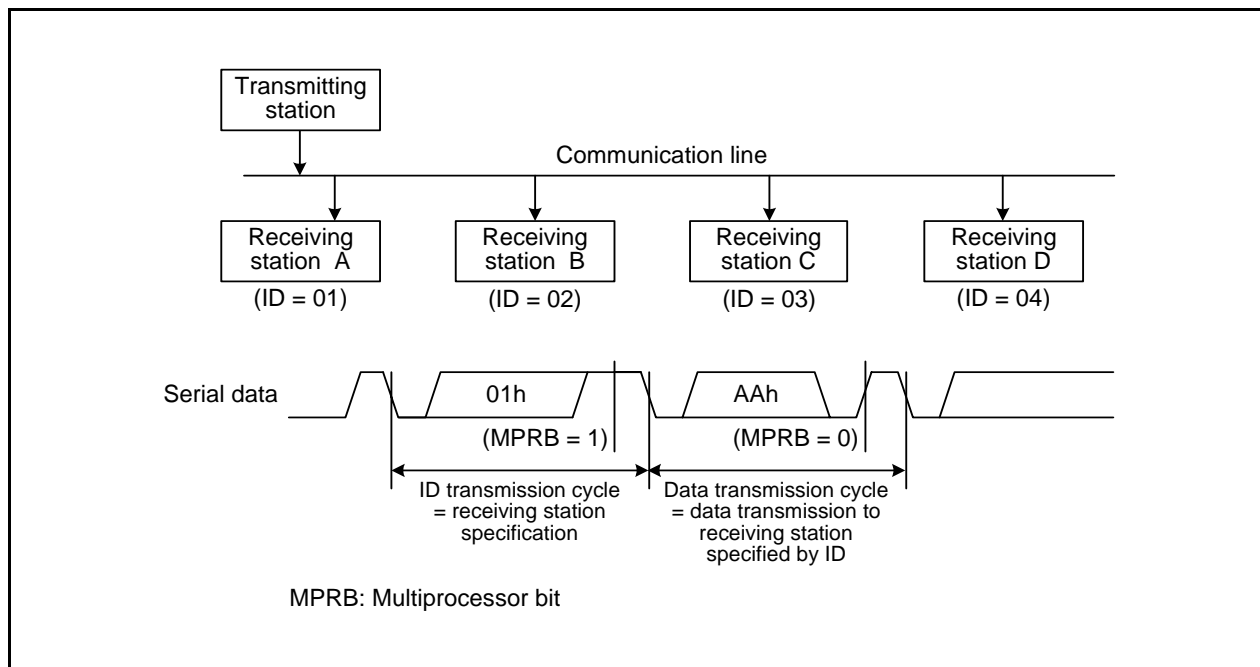 Transmitting
station
Communication line
Receiving
station A
Receiving
station B
Receiving
station C
Receiving
station D
(ID = 01)
(ID = 02)
(ID = 03)
(ID = 04)
Serial data
01h
AAh
(MPRB = 1)
(MPRB = 0)
ID transmission cycle
= receiving station
specification
Data transmission cycle
= data transmission to
receiving station
specified by ID
MPRB: Multiprocessor bit